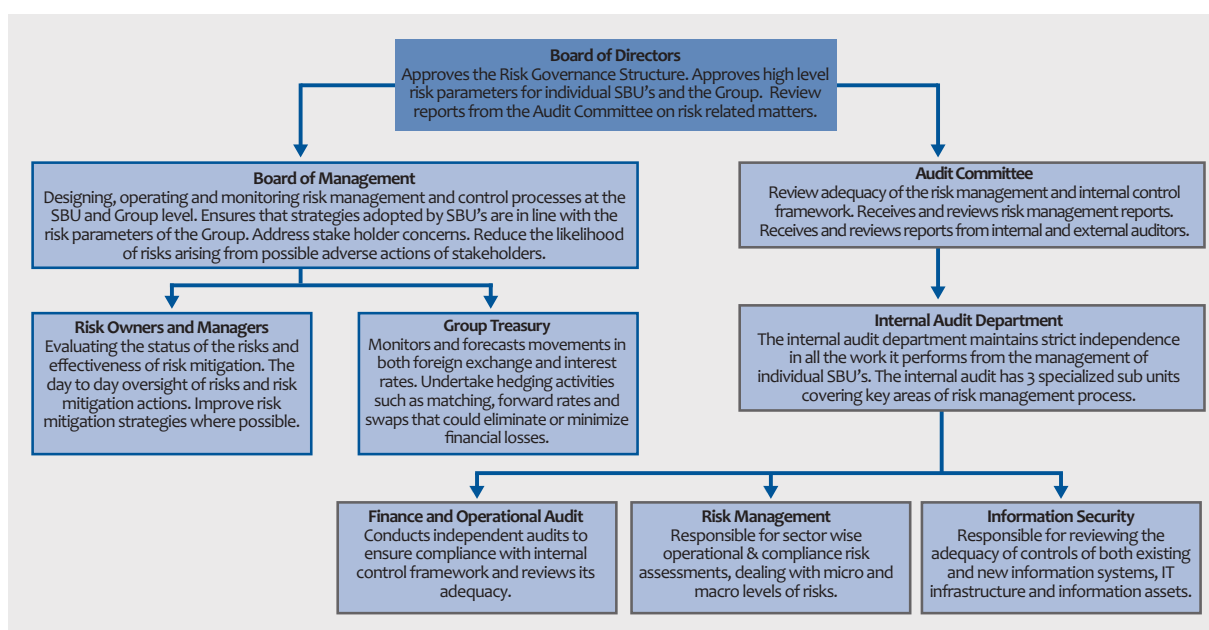 Board of Directors
Approves the Risk Governance Structure. Approves high level
risk parameters for individual SBU's and the Group. Review
reports from the Audit Committee on risk related matters.
Board of Management
Designing, operating and monitoring risk management and control processes at the
SBU and Group level. Ensures that strategies adopted by SBU's are in line with the
risk parameters of the Group. Address stake holder concerns. Reduce the likelihood
of risks arising from possible adverse actions of stakeholders.
Audit Committee
Review adequacy of the risk management and internal control
framework. Receives and reviews risk management reports.
Receives and reviews reports from internal and external auditors.
Risk Owners and Managers
Evaluating the status of the risks and
effectiveness of risk mitigation. The
day to day oversight of risks and risk
mitigation actions. Improve risk
mitigation strategies where possible.
Group Treasury
Monitors and forecasts movements in
both foreign exchange and interest
rates. Undertake hedging activities
such as matching, forward rates and
swaps that could eliminate or minimize
financial losses.
Internal Audit Department
The internal audit department maintains strict independence
in all the work it performs from the management of
individual SBU's. The internal audit has 3 specialized sub units
covering key areas of risk management process.
Finance and Operational Audit
Conducts independent audits to
ensure compliance with internal
control framework and reviews its
adequacy.
Risk Management
Responsible for sector wise
operational & compliance risk
assessments, dealing with micro and
macro levels of risks.
Information Security
Responsible for reviewing the
adequacy of controls of both existing
and new information systems, IT
infrastructure and information assets.